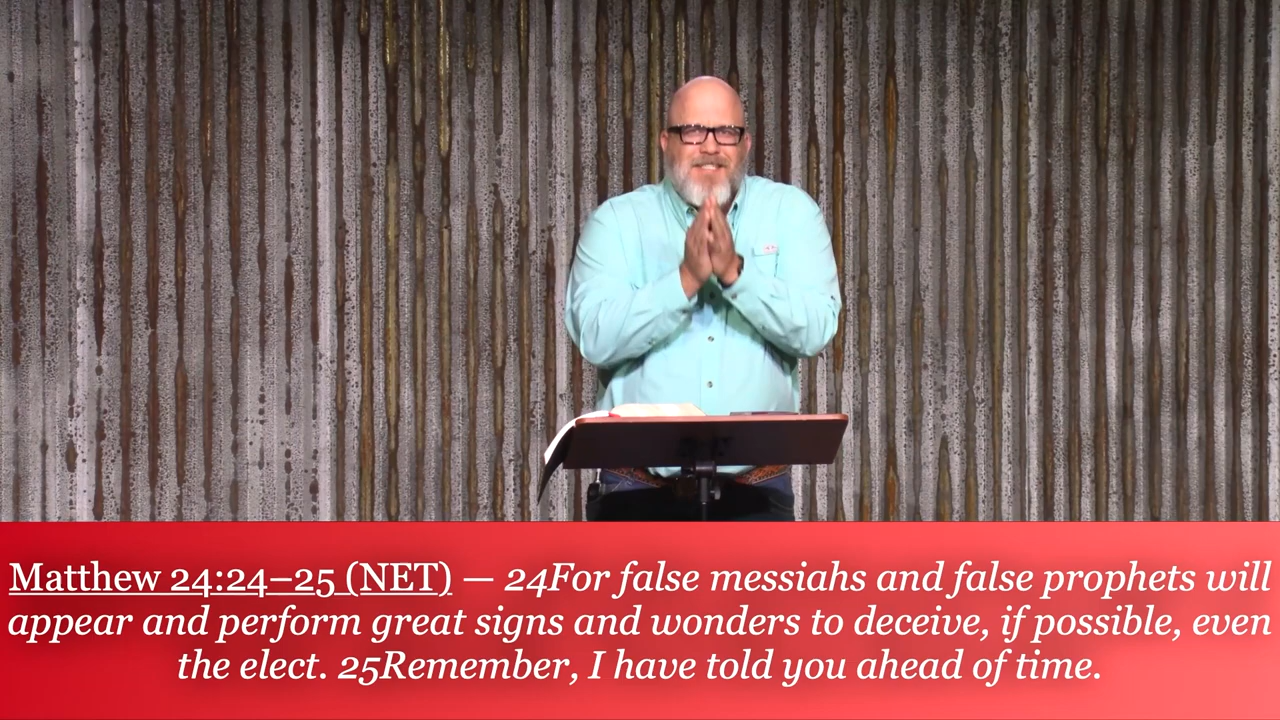 Matthew 24:24–25 (NET) — 24For false messiahs and false prophets will
appear and perform great signs and wonders to deceive, if possible, even
the elect. 25Remember, I have told you ahead of time.